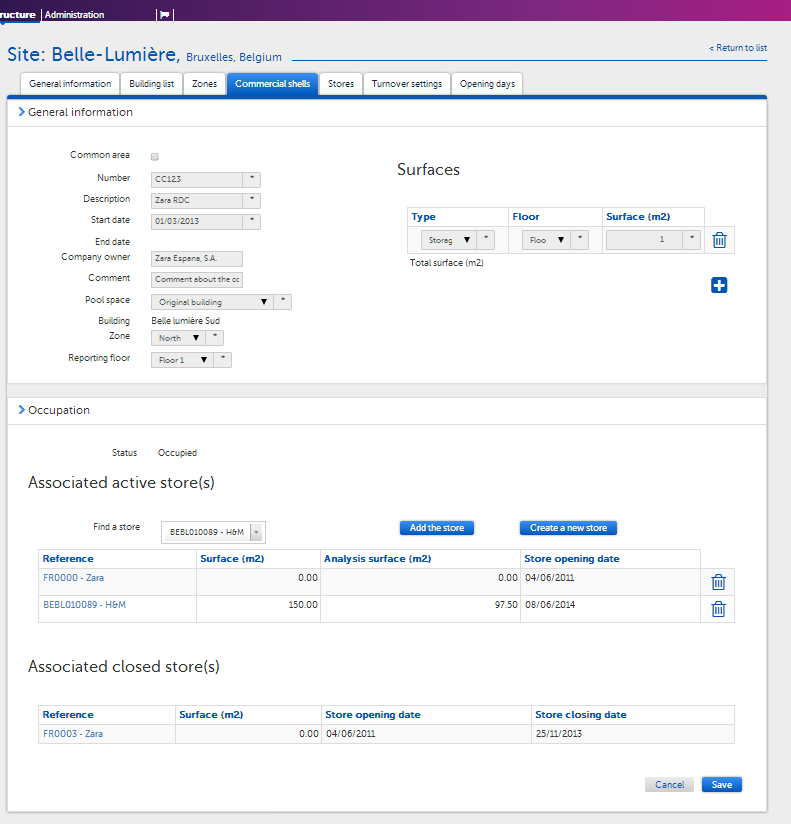 ructure Administration
Site: Belle-Lumière, Bruxelles, Belgium
< Return to list
General information Building list Zones Commercial shells Stores Turnover settings Opening days
General information
Common area
Number CC123 *
Description Zara RDC *
Start date 01/03/2013 *
End date
Company owner Zara Espana, S.A.
Comment Comment about the cc
Pool space Original building *
Building Belle lumière Sud
Zone North *
Reporting floor Floor 1 *
Surfaces
Type Floor Surface (m2)
Storag * Floo * 1 *
Total surface (m2)
Occupation
Status Occupied
Associated active store(s)
Find a store BEBL010089 - H&M Add the store Create a new store
Reference Surface (m2) Analysis surface (m2) Store opening date
FR0000 - Zara 0.00 0.00 04/06/2011
BEBL010089 - H&M 150.00 97.50 08/06/2014
Associated closed store(s)
Reference Surface (m2) Store opening date Store closing date
FR0003 - Zara 0.00 04/06/2011 25/11/2013
Cancel Save